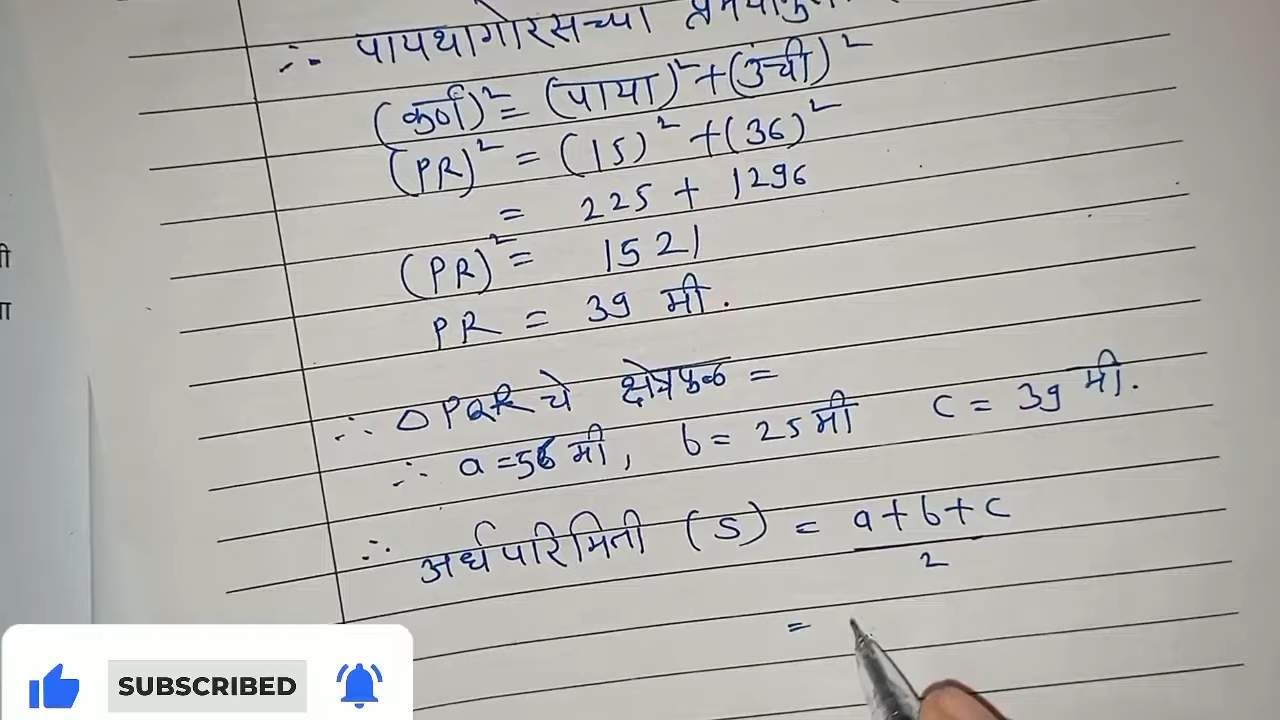 ∴ पायथागोरसच्या
(कर्ण)² = (पाया)² + (उंची)²
(PR)² = (15)² + (36)²
= 225 + 1296
(PR)² = 1521
PR = 39 मी.
∴ △PQR चे क्षेत्रफळ =
∴ a = 56 मी, b = 25 मी c = 39 मी.
∴ अर्धपरिमिती (S) = a+b+c
2
=
SUBSCRIBED